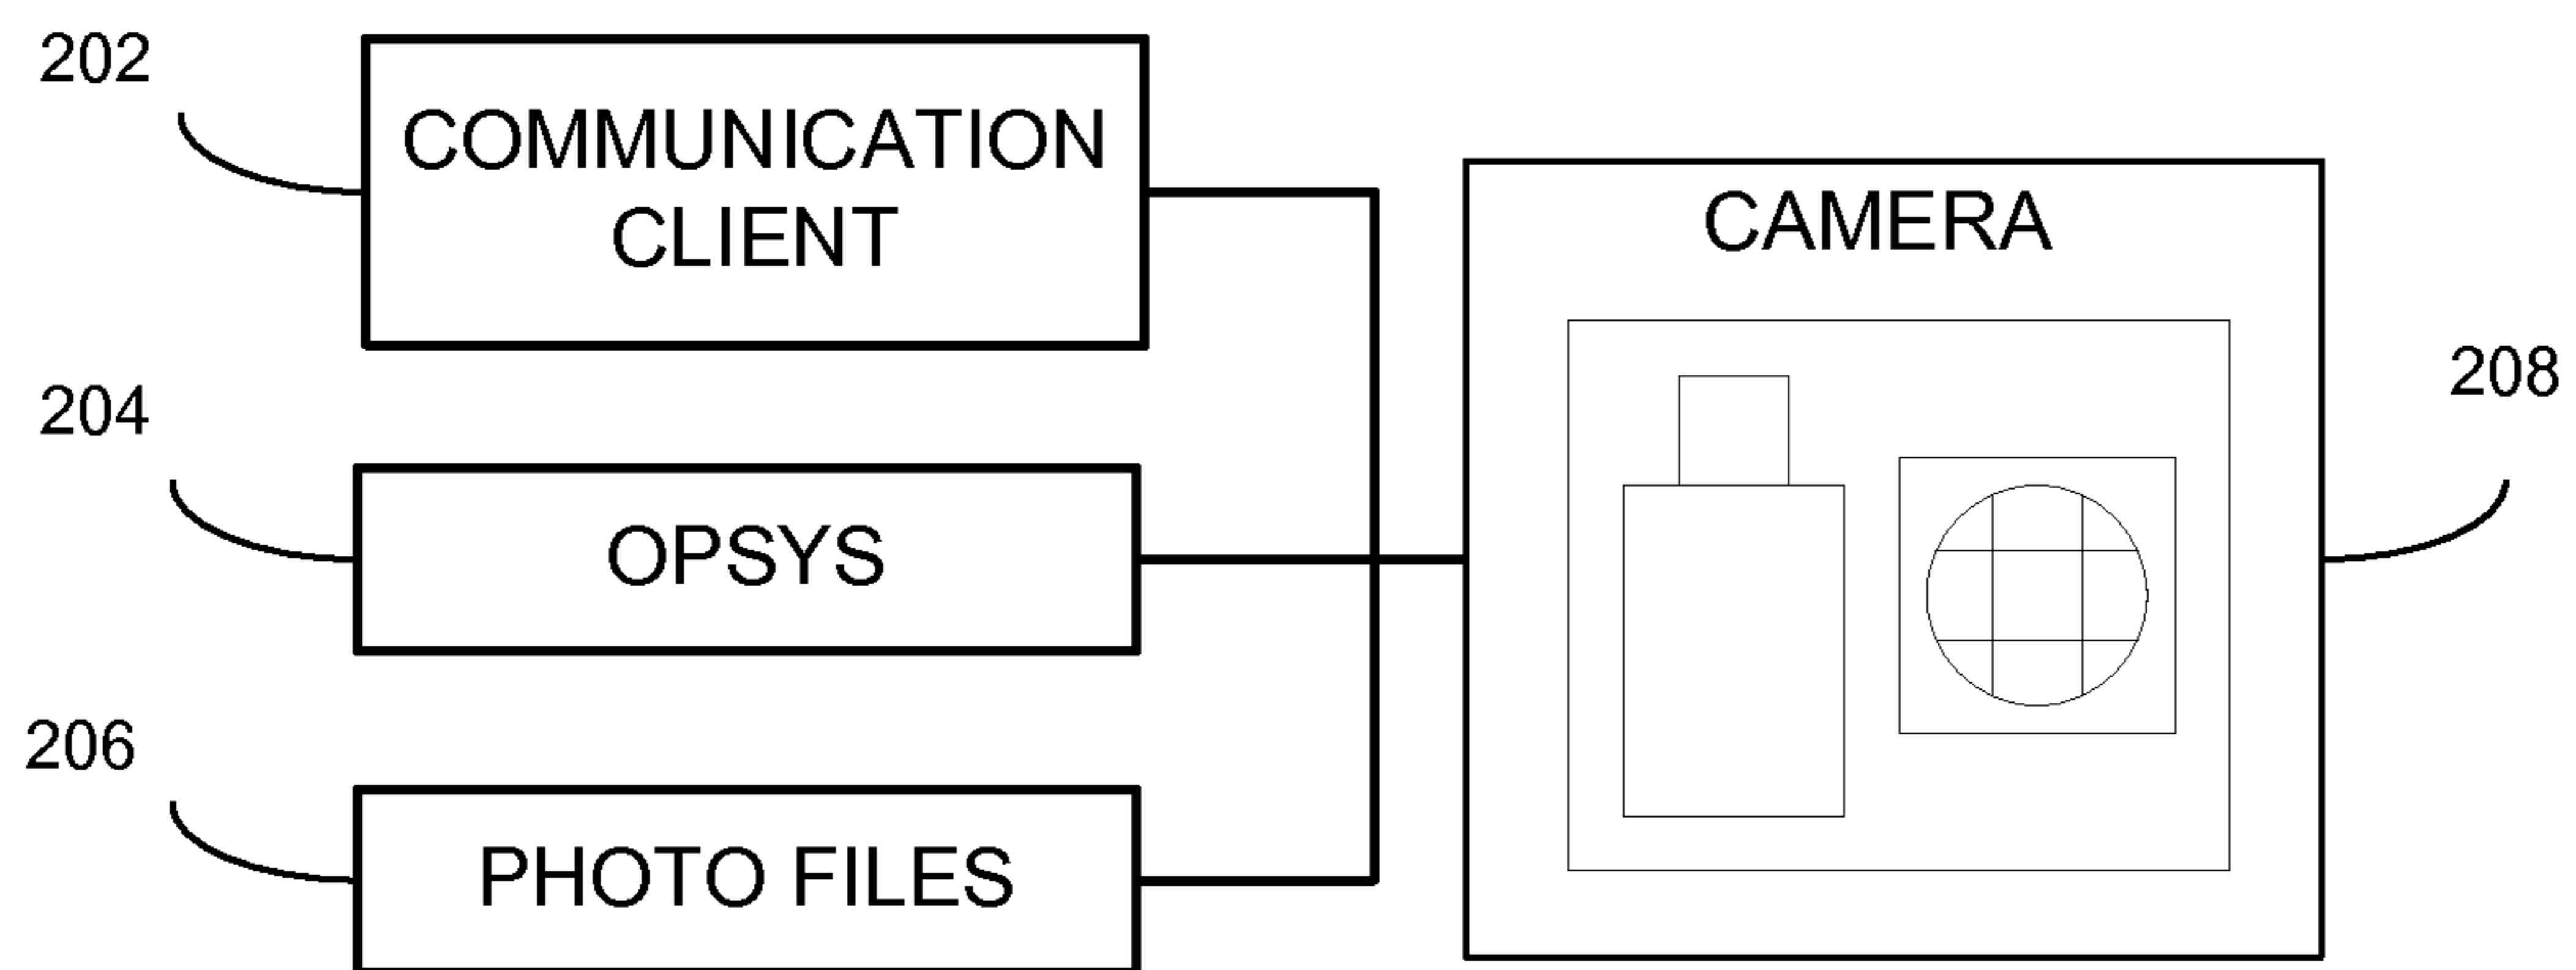 202
COMMUNICATION
CLIENT
CAMERA
208
204
OPSYS
206
PHOTO FILES